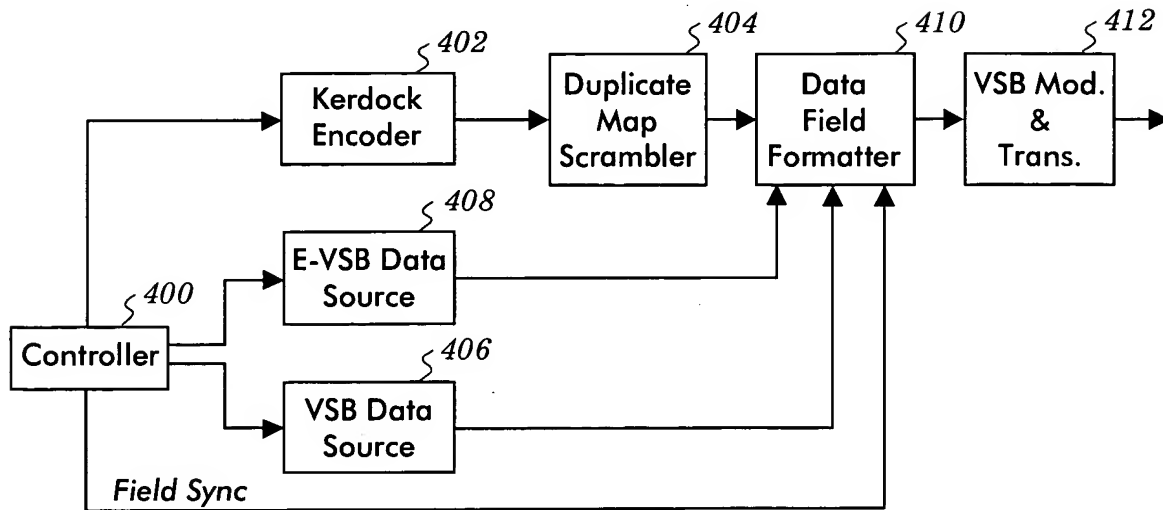 402
Kerdock
Encoder
404
Duplicate
Map
Scrambler
410
Data
Field
Formatter
412
VSB Mod.
&
Trans.
408
E-VSB Data
Source
400
Controller
406
VSB Data
Source
Field Sync